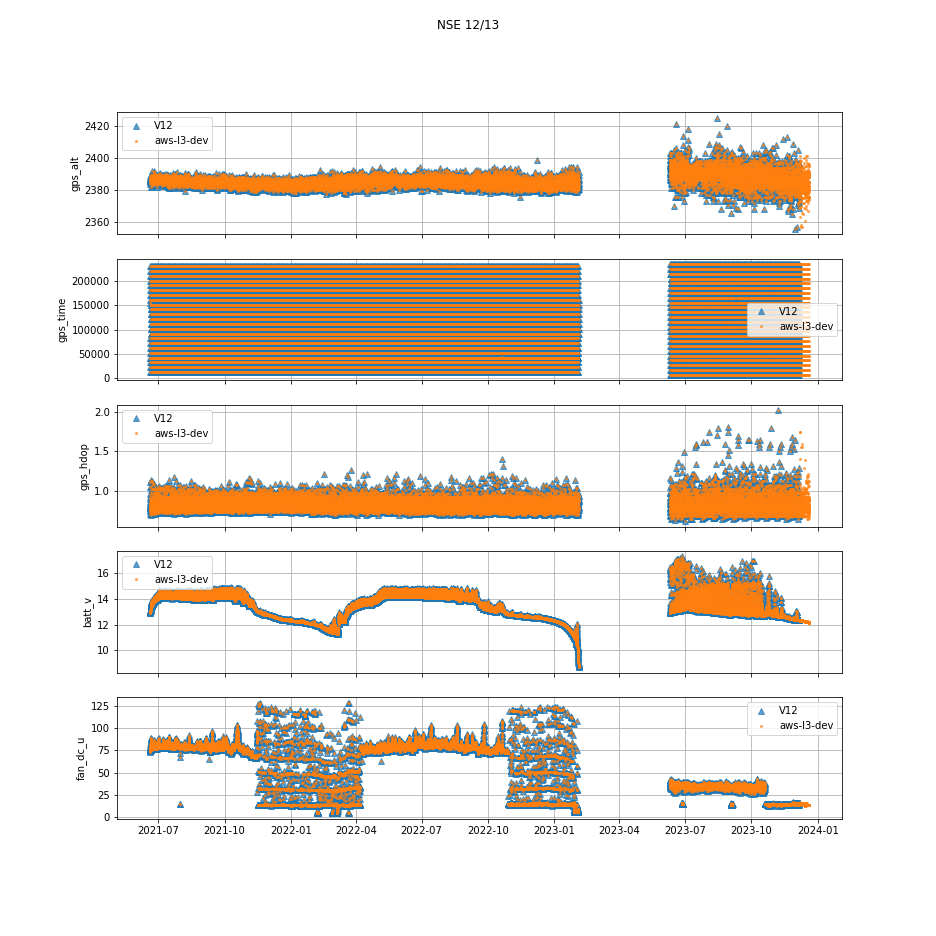 NSE 12/13
2420
2400
2380
2360
gps_alt
V12
aws-l3-dev
200000
150000
100000
50000
0
gps_time
V12
aws-l3-dev
2.0
1.5
1.0
gps_hdop
V12
aws-l3-dev
16
14
12
10
batt_v
V12
aws-l3-dev
125
100
75
50
25
0
fan_dc_u
V12
aws-l3-dev
2021-07 2021-10 2022-01 2022-04 2022-07 2022-10 2023-01 2023-04 2023-07 2023-10 2024-01